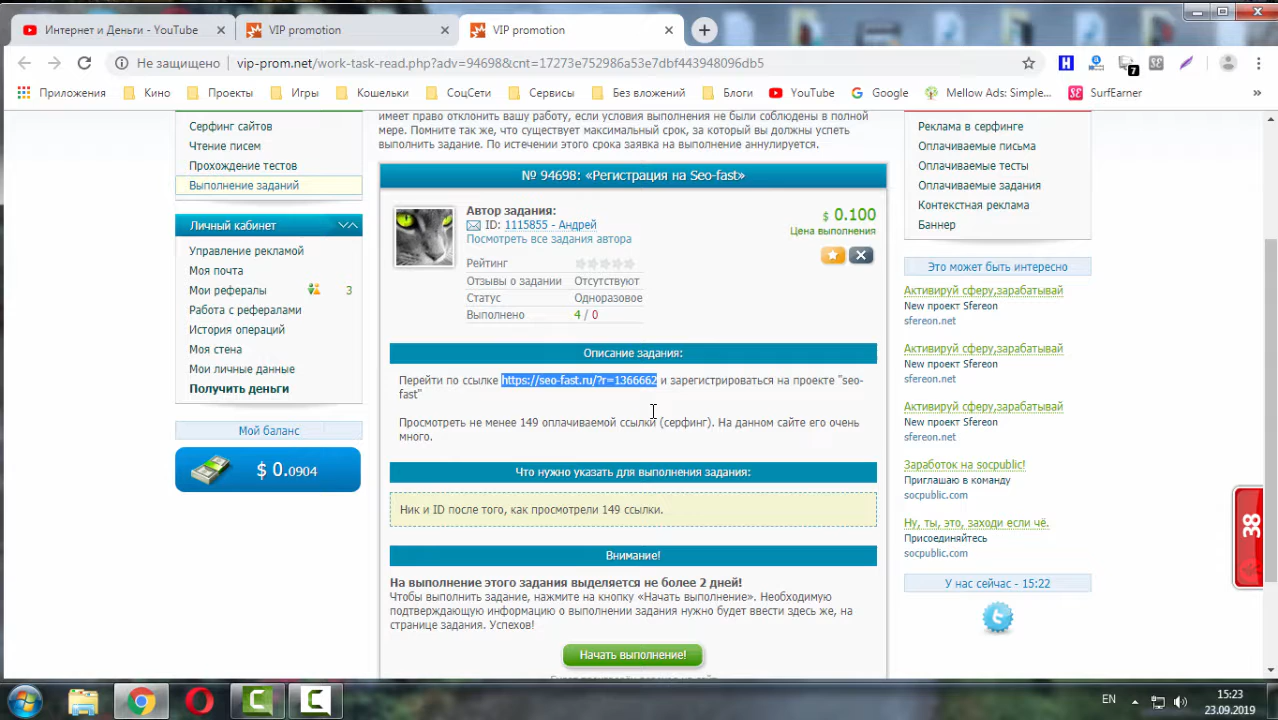 Интернет и Деньги - YouTube
VIP promotion
VIP promotion
Не защищено
vip-prom.net/work-task-read.php?adv=94698&cnt=17273e752986a53e7dbf443948096db5
7
Приложения
Кино
Проекты
Игры
Кошельки
СоцСети
Сервисы
Без вложений
Блоги
YouTube
Google
Mellow Ads: Simple...
SurfEarner
»
Серфинг сайтов
Чтение писем
Прохождение тестов
Выполнение заданий
Личный кабинет
Управление рекламой
Моя почта
Мои рефералы 3
Работа с рефералами
История операций
Моя стена
Мои личные данные
Получить деньги
Мой баланс
$ 0.0904
имеет право отклонить вашу работу, если условия выполнения не были соблюдены в полной
мере. Помните так же, что существует максимальный срок, за который вы должны успеть
выполнить задание. По истечении этого срока заявка на выполнение аннулируется.
№ 94698: «Регистрация на Seo-fast»
Автор задания:
ID: 1115855 - Андрей
Посмотреть все задания автора
$ 0.100
Цена выполнения
Рейтинг
Отзывы о задании Отсутствуют
Статус Одноразовое
Выполнено 4 / 0
Описание задания:
Перейти по ссылке https://seo-fast.ru/?r=1366662 и зарегистрироваться на проекте "seo-
fast"
Просмотреть не менее 149 оплачиваемой ссылки (серфинг). На данном сайте его очень
много.
Что нужно указать для выполнения задания:
Ник и ID после того, как просмотрели 149 ссылки.
Внимание!
На выполнение этого задания выделяется не более 2 дней!
Чтобы выполнить задание, нажмите на кнопку «Начать выполнение». Необходимую
подтверждающую информацию о выполнении задания нужно будет ввести здесь же, на
странице задания. Успехов!
Начать выполнение!
Реклама в серфинге
Оплачиваемые письма
Оплачиваемые тесты
Оплачиваемые задания
Контекстная реклама
Баннер
Это может быть интересно
Активируй сферу,зарабатывай
New проект Sfereon
sfereon.net
Активируй сферу,зарабатывай
New проект Sfereon
sfereon.net
Активируй сферу,зарабатывай
New проект Sfereon
sfereon.net
Заработок на socpublic!
Приглашаю в команду
socpublic.com
Ну, ты, это, заходи если чё.
Присоединяйтесь
socpublic.com
У нас сейчас - 15:22
38
EN
15:23
23.09.2019